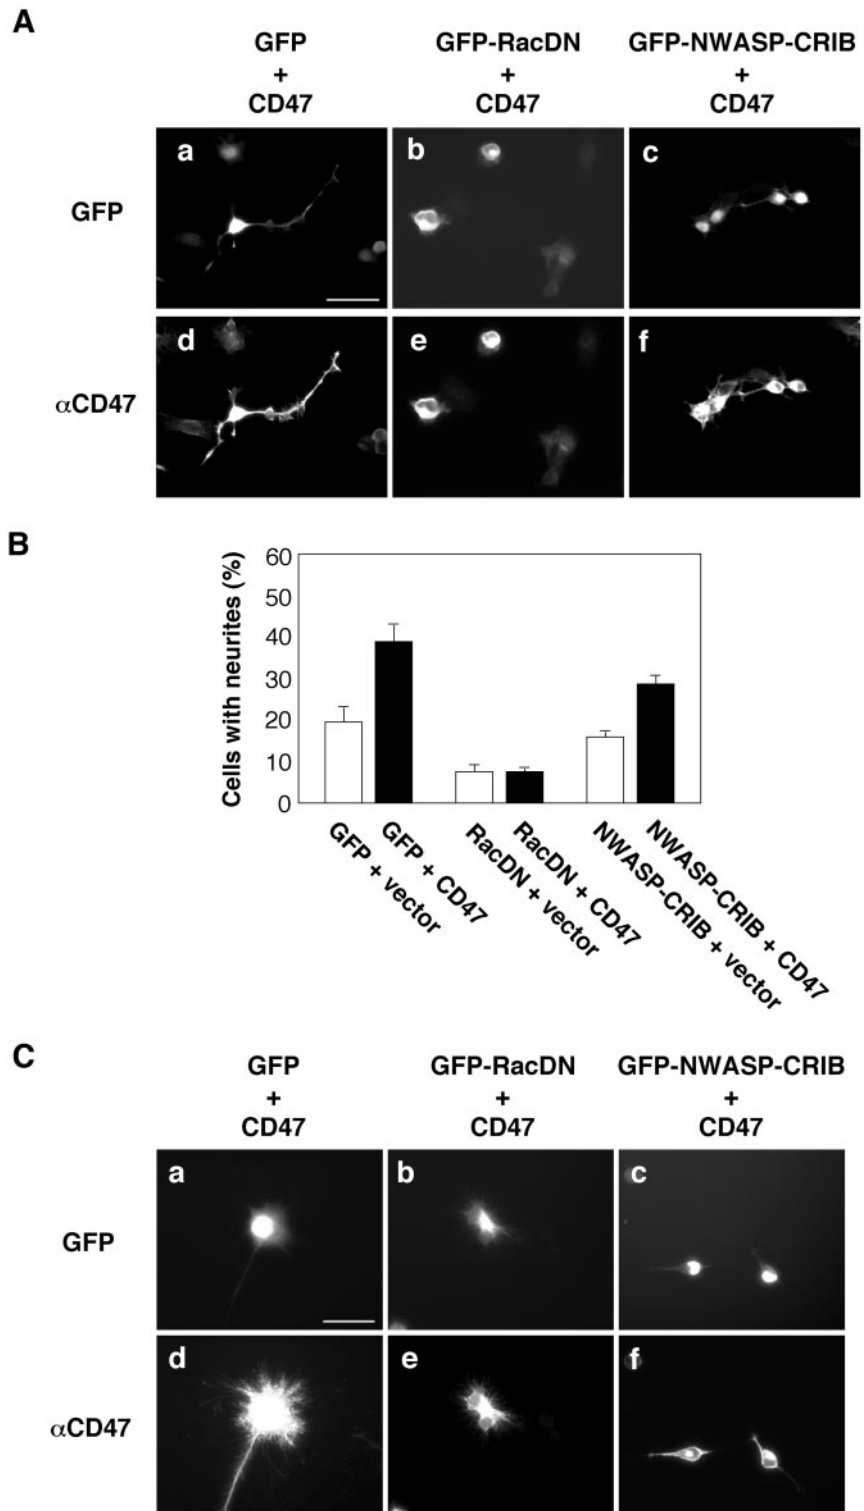 A
GFP
+
CD47
GFP-RacDN
+
CD47
GFP-NWASP-CRIB
+
CD47
GFP
a
b
c
αCD47
d
e
f
B
Cells with neurites (%)
60
50
40
30
20
10
0
GFP + vector
GFP + CD47
RacDN + vector
RacDN + CD47
NWASP-CRIB + vector
NWASP-CRIB + CD47
C
GFP
+
CD47
GFP-RacDN
+
CD47
GFP-NWASP-CRIB
+
CD47
GFP
a
b
c
αCD47
d
e
f